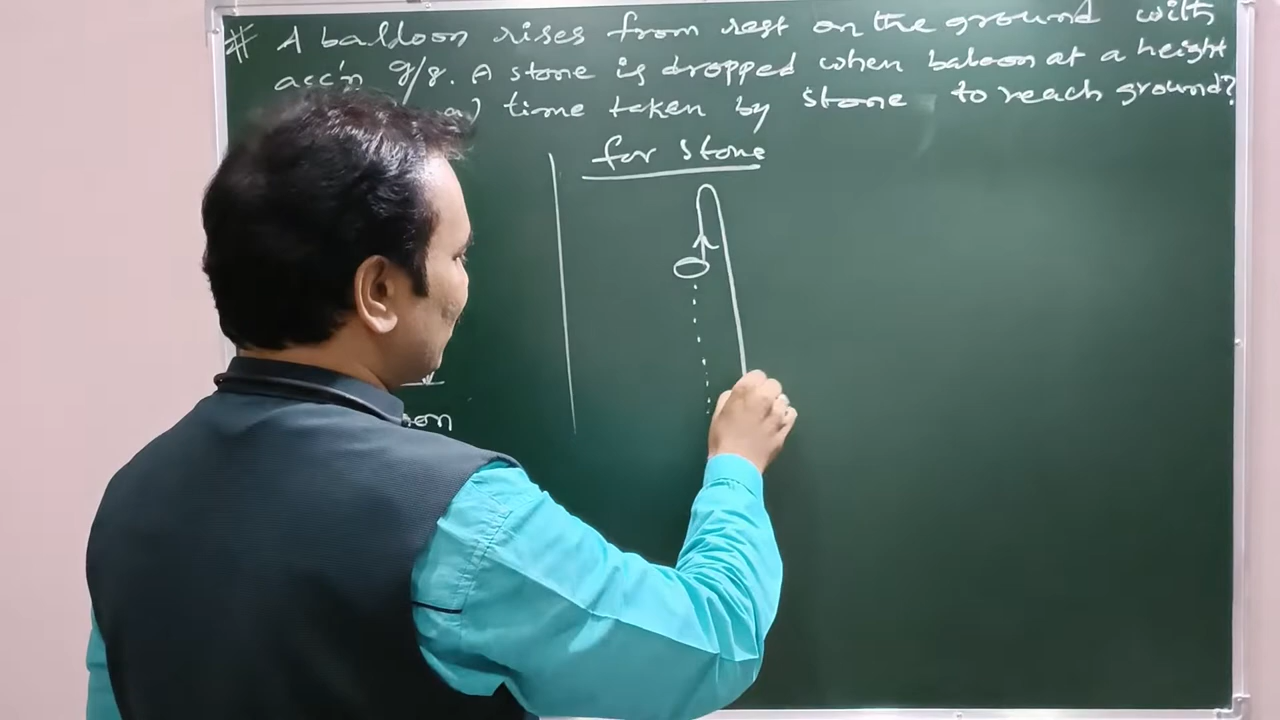 # A balloon rises from rest on the ground with
acc'n g/8. A stone is dropped when baloon at a height
a) time taken by stone to reach ground?
for stone
oon